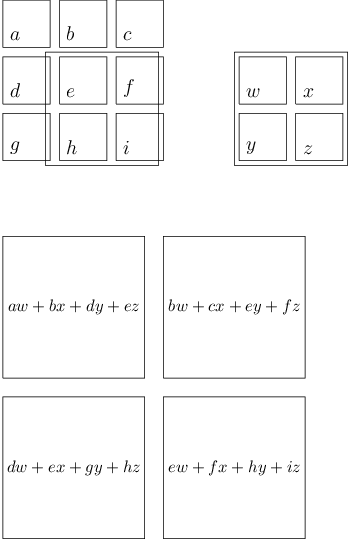 a b c
d e f w x
g h i y z
aw + bx + dy + ez bw + cx + ey + fz
dw + ex + gy + hz ew + fx + hy + iz